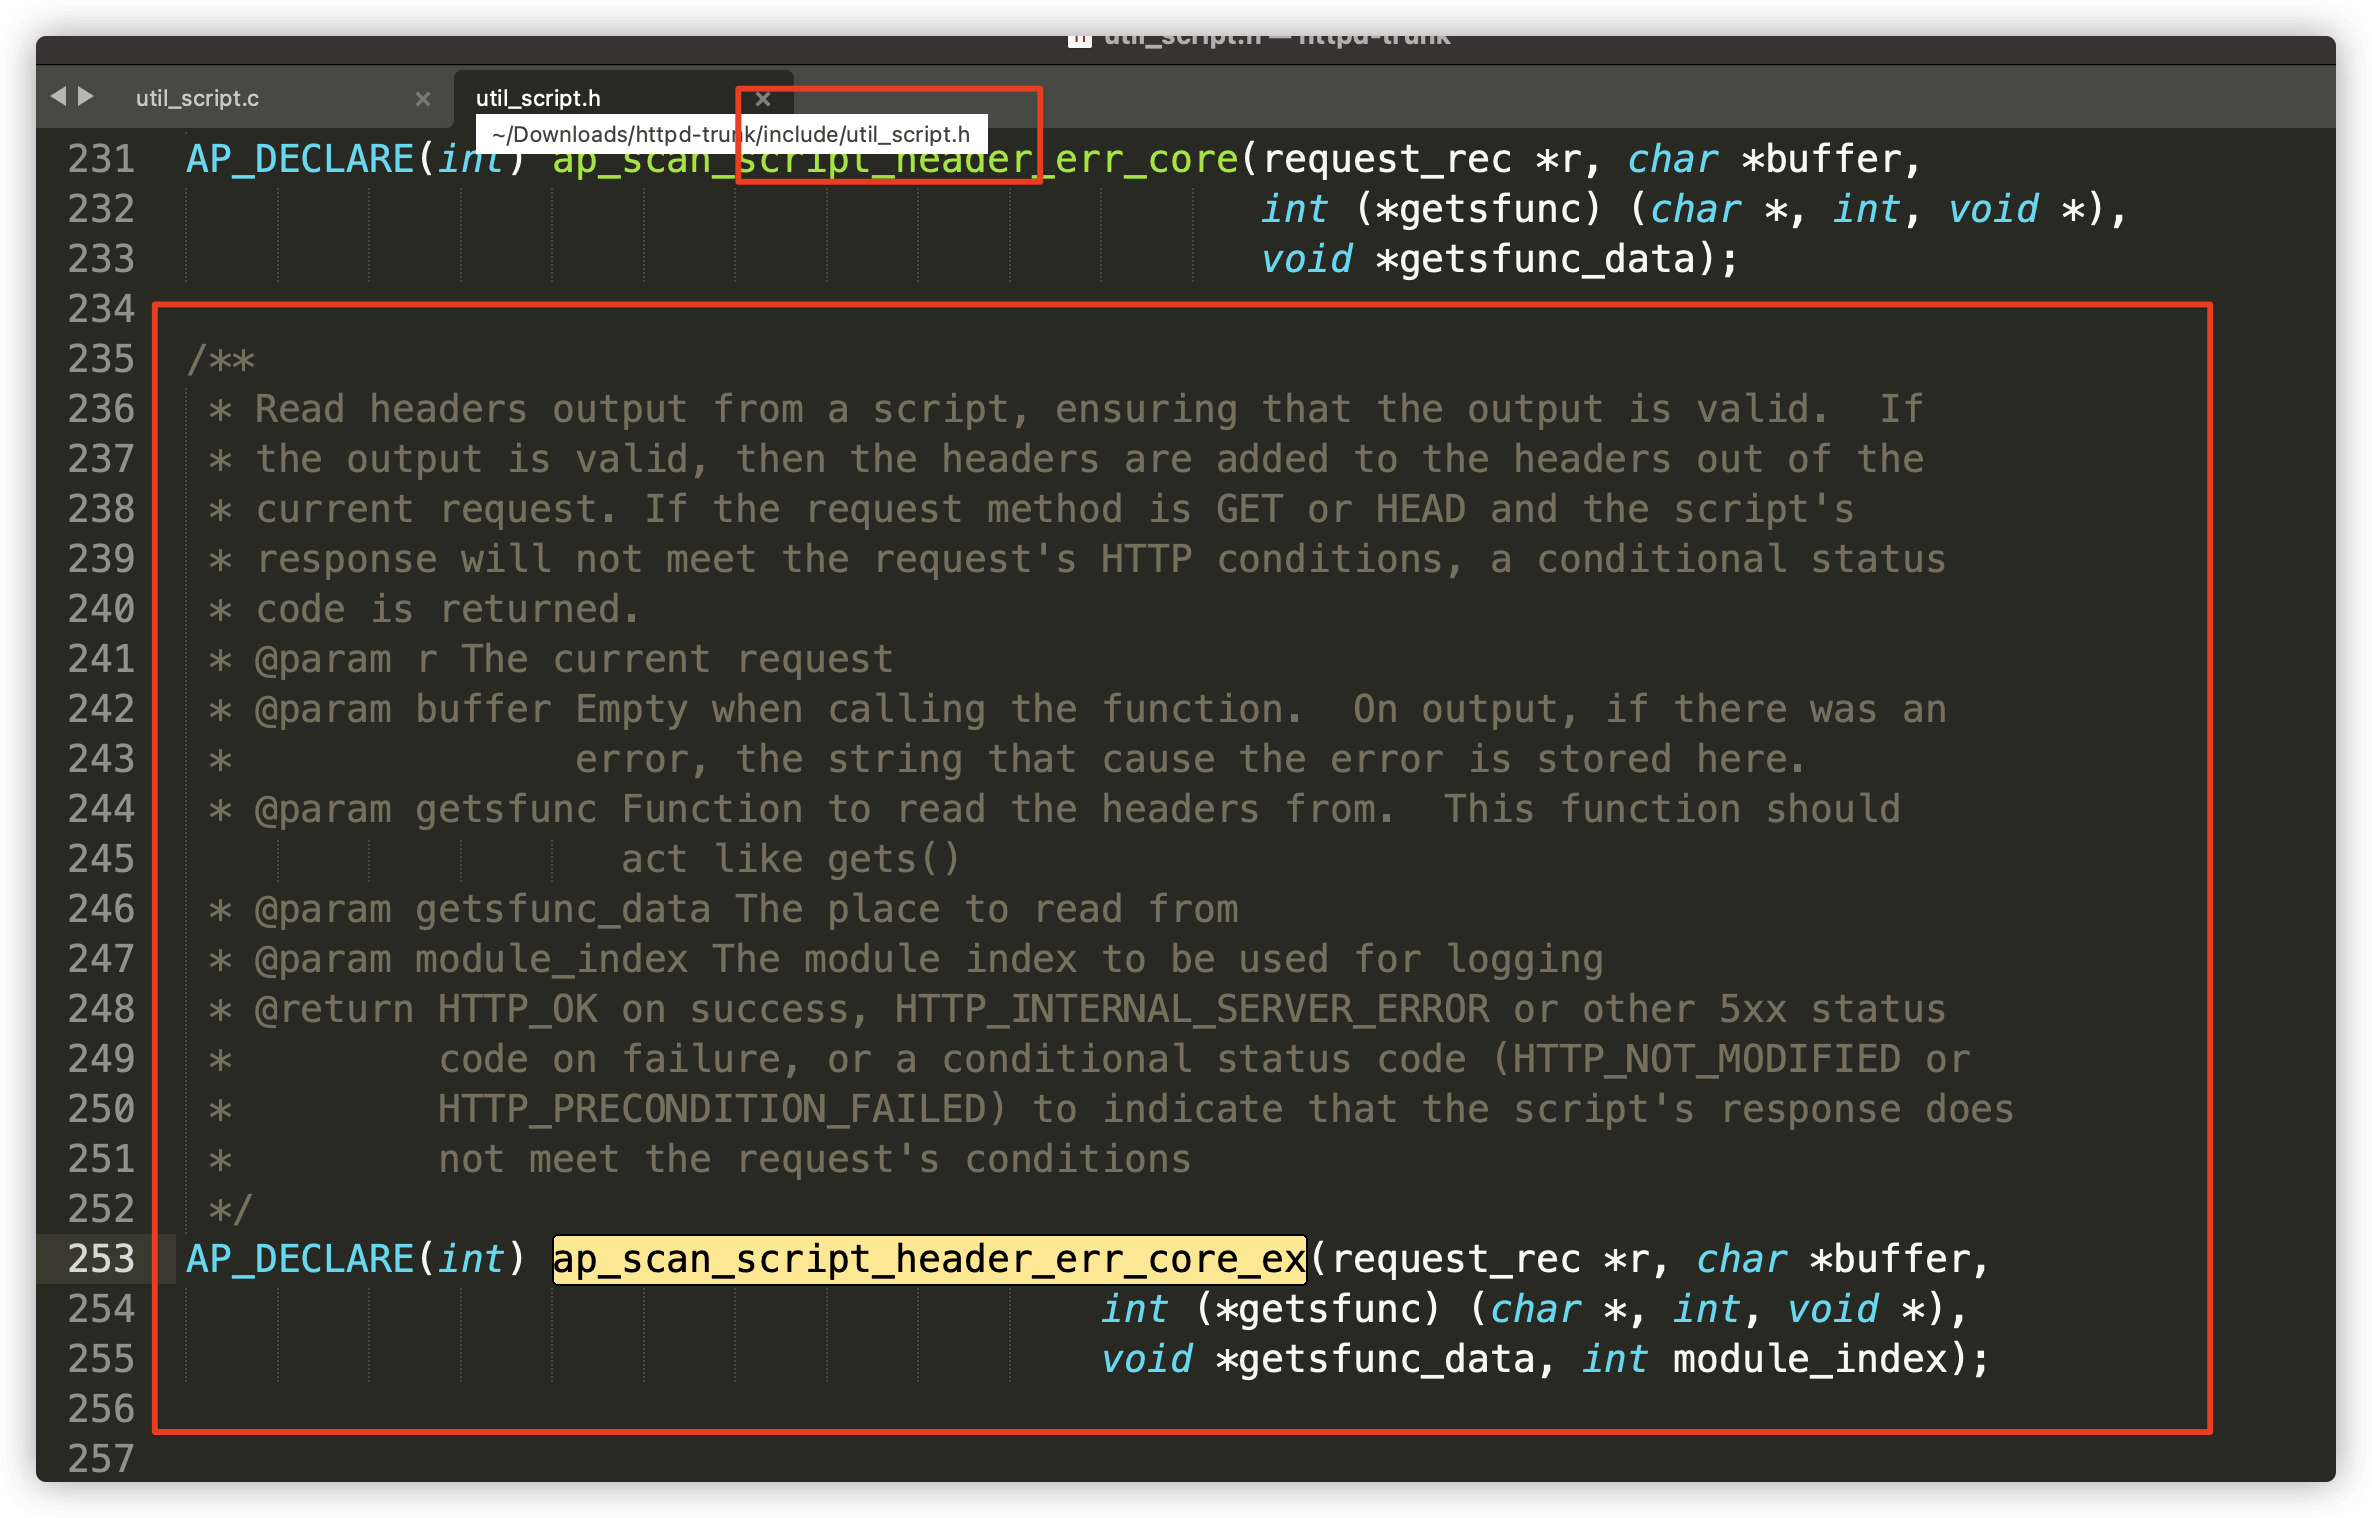 util_script.h — httpd-trunk
util_script.c × util_script.h ×
~/Downloads/httpd-trunk/include/util_script.h
231 AP_DECLARE(int) ap_scan_script_header_err_core(request_rec *r, char *buffer,
232 int (*getsfunc) (char *, int, void *),
233 void *getsfunc_data);
234
235 /**
236 * Read headers output from a script, ensuring that the output is valid.  If
237 * the output is valid, then the headers are added to the headers out of the
238 * current request. If the request method is GET or HEAD and the script's
239 * response will not meet the request's HTTP conditions, a conditional status
240 * code is returned.
241 * @param r The current request
242 * @param buffer Empty when calling the function.  On output, if there was an
243 * error, the string that cause the error is stored here.
244 * @param getsfunc Function to read the headers from.  This function should
245 act like gets()
246 * @param getsfunc_data The place to read from
247 * @param module_index The module index to be used for logging
248 * @return HTTP_OK on success, HTTP_INTERNAL_SERVER_ERROR or other 5xx status
249 * code on failure, or a conditional status code (HTTP_NOT_MODIFIED or
250 * HTTP_PRECONDITION_FAILED) to indicate that the script's response does
251 * not meet the request's conditions
252 */
253 AP_DECLARE(int) ap_scan_script_header_err_core_ex(request_rec *r, char *buffer,
254 int (*getsfunc) (char *, int, void *),
255 void *getsfunc_data, int module_index);
256
257